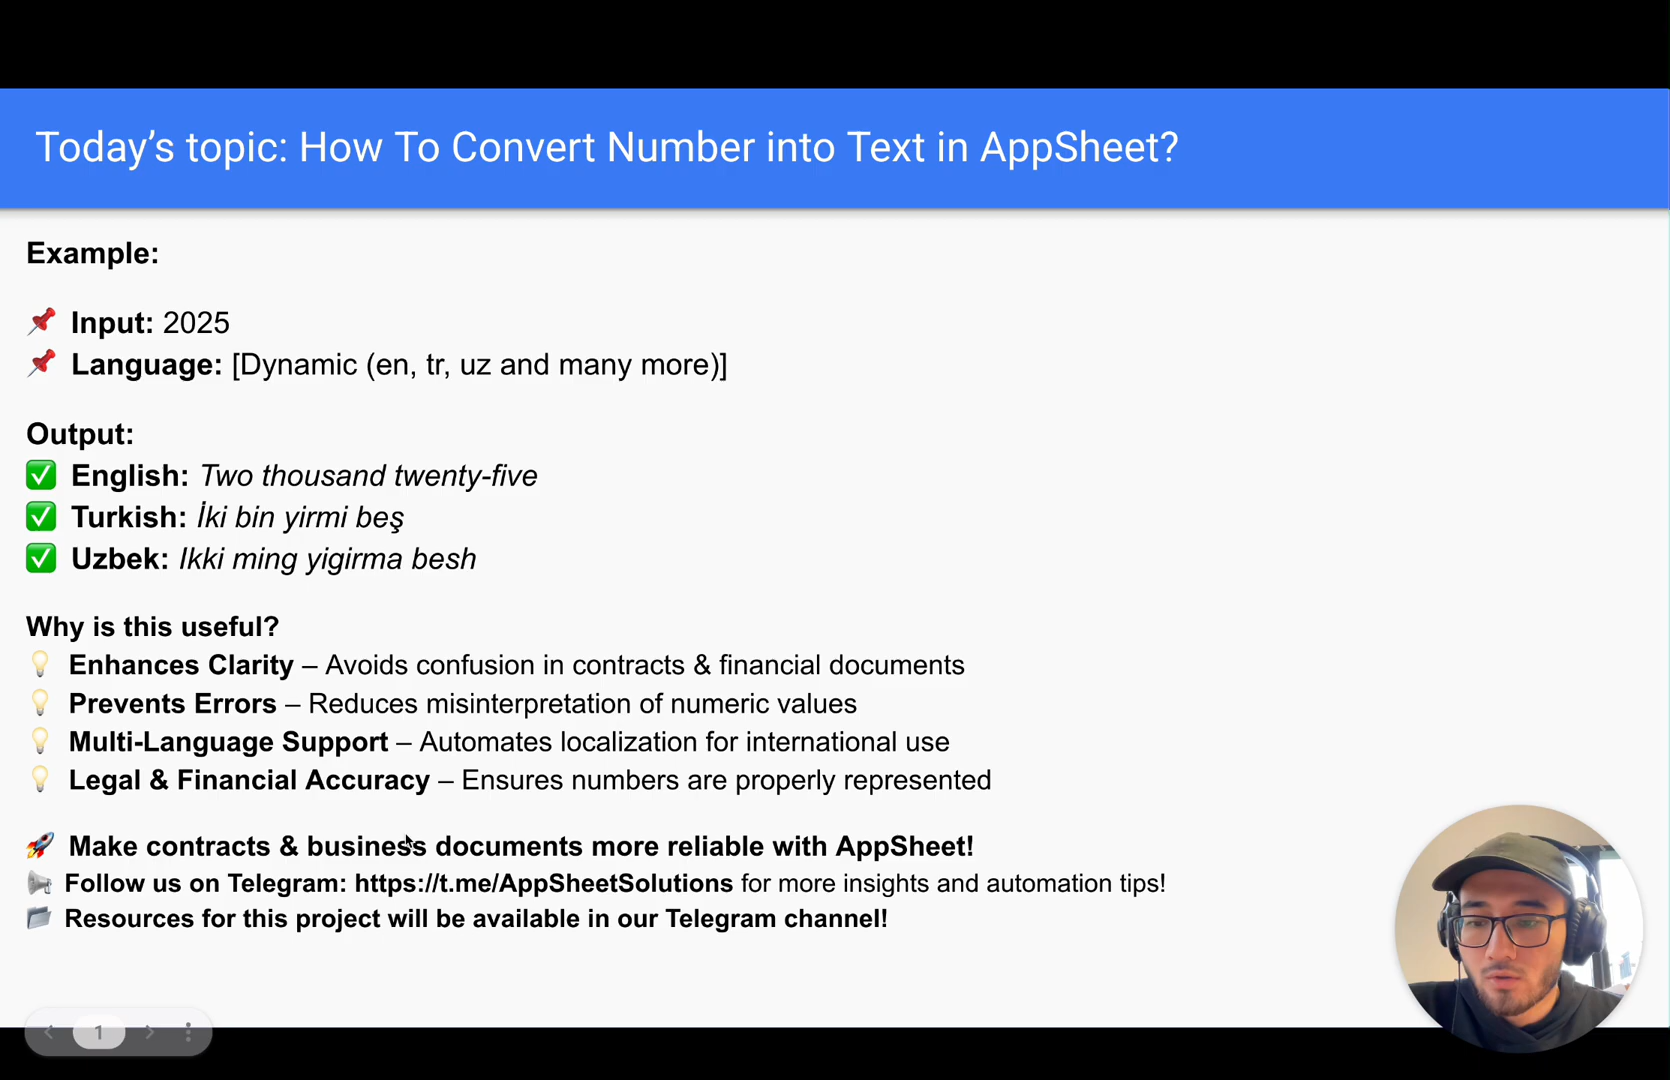 Today’s topic: How To Convert Number into Text in AppSheet?
Example:
📌 Input: 2025
📌 Language: [Dynamic (en, tr, uz and many more)]
Output:
✅ English: Two thousand twenty-five
✅ Turkish: İki bin yirmi beş
✅ Uzbek: Ikki ming yigirma besh
Why is this useful?
💡 Enhances Clarity – Avoids confusion in contracts & financial documents
💡 Prevents Errors – Reduces misinterpretation of numeric values
💡 Multi-Language Support – Automates localization for international use
💡 Legal & Financial Accuracy – Ensures numbers are properly represented
🚀 Make contracts & business documents more reliable with AppSheet!
📢 Follow us on Telegram: https://t.me/AppSheetSolutions for more insights and automation tips!
📂 Resources for this project will be available in our Telegram channel!
1